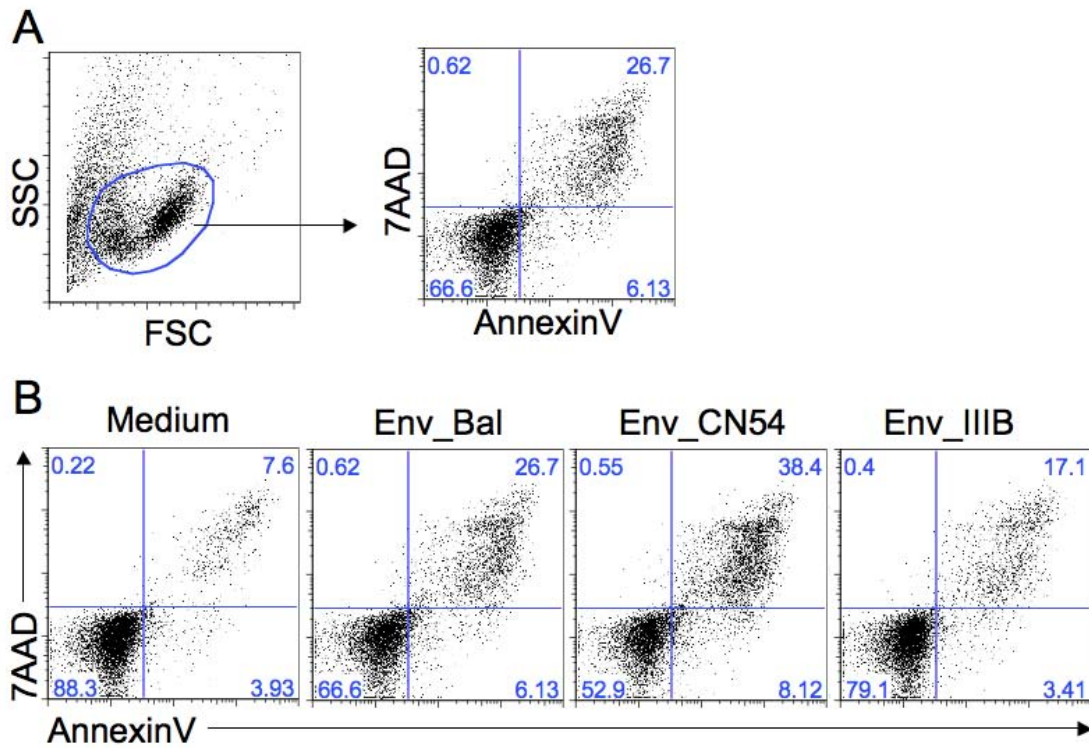 A
SSC
FSC
0.62 26.7
7AAD
66.6 6.13
AnnexinV
B
Medium Env_Bal Env_CN54 Env_IIIB
0.22 7.6 0.62 26.7 0.55 38.4 0.4 17.1
7AAD
88.3 3.93 66.6 6.13 52.9 8.12 79.1 3.41
AnnexinV